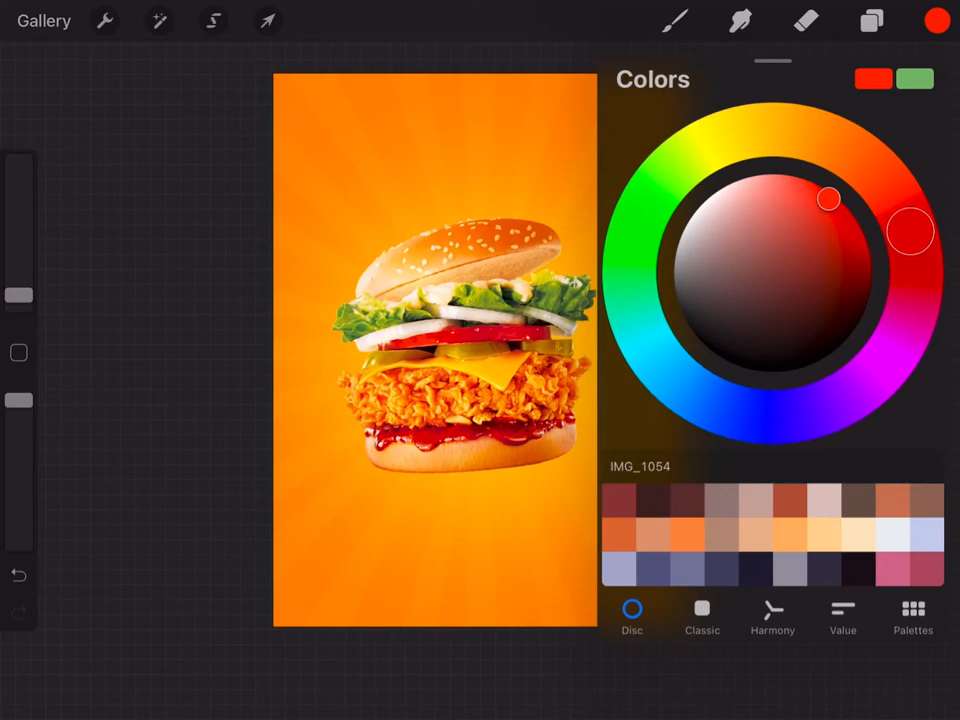 Gallery
Colors
IMG_1054
Disc
Classic
Harmony
Value
Palettes